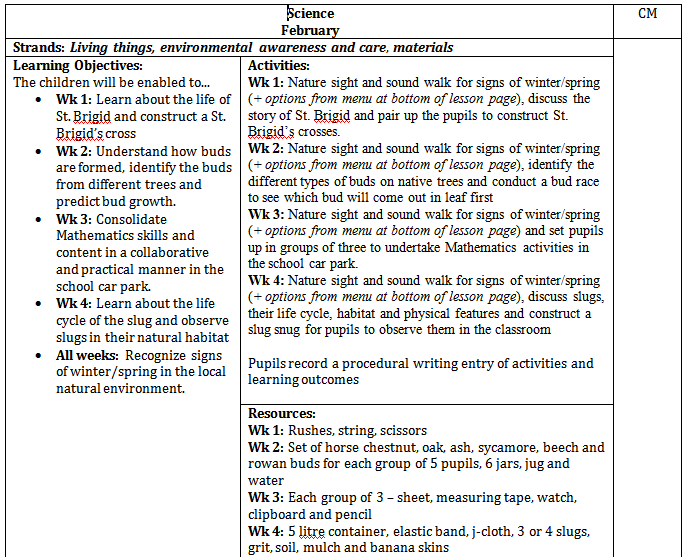 Science
February
CM
Strands: Living things, environmental awareness and care, materials
Learning Objectives:
The children will be enabled to...
• Wk 1: Learn about the life of
St. Brigid and construct a St.
Brigid's cross
• Wk 2: Understand how buds
are formed, identify the buds
from different trees and
predict bud growth.
• Wk 3: Consolidate
Mathematics skills and
content in a collaborative
and practical manner in the
school car park.
• Wk 4: Learn about the life
cycle of the slug and observe
slugs in their natural habitat
• All weeks: Recognize signs
of winter/spring in the local
natural environment.
Activities:
Wk 1: Nature sight and sound walk for signs of winter/spring
(+ options from menu at bottom of lesson page), discuss the
story of St. Brigid and pair up the pupils to construct St.
Brigid's crosses.
Wk 2: Nature sight and sound walk for signs of winter/spring
(+ options from menu at bottom of lesson page), identify the
different types of buds on native trees and conduct a bud race
to see which bud will come out in leaf first
Wk 3: Nature sight and sound walk for signs of winter/spring
(+ options from menu at bottom of lesson page) and set pupils
up in groups of three to undertake Mathematics activities in
the school car park.
Wk 4: Nature sight and sound walk for signs of winter/spring
(+ options from menu at bottom of lesson page), discuss slugs,
their life cycle, habitat and physical features and construct a
slug snug for pupils to observe them in the classroom
Pupils record a procedural writing entry of activities and
learning outcomes
Resources:
Wk 1: Rushes, string, scissors
Wk 2: Set of horse chestnut, oak, ash, sycamore, beech and
rowan buds for each group of 5 pupils, 6 jars, jug and
water
Wk 3: Each group of 3 – sheet, measuring tape, watch,
clipboard and pencil
Wk 4: 5 litre container, elastic band, j-cloth, 3 or 4 slugs,
grit, soil, mulch and banana skins